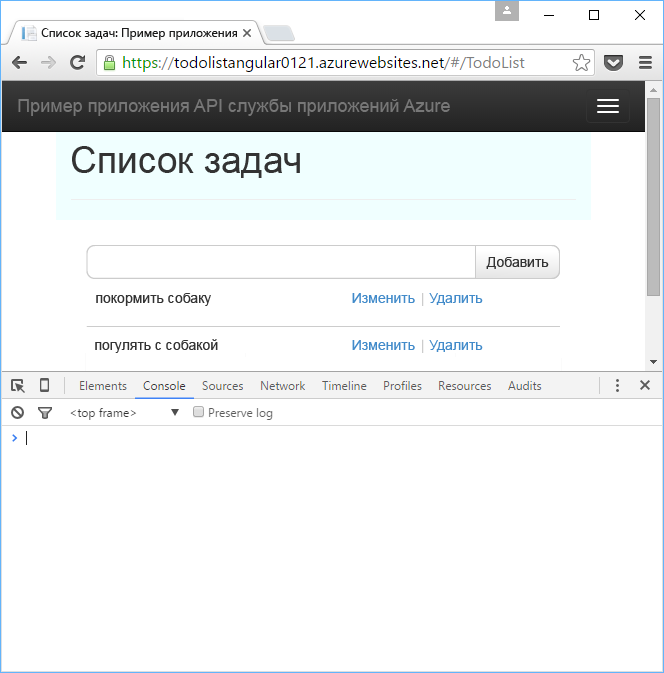 Список задач: Пример приложения
https://todolistangular0121.azurewebsites.net/#/TodoList
Пример приложения API службы приложений Azure
Список задач
Добавить
покормить собаку Изменить | Удалить
погулять с собакой Изменить | Удалить
Elements Console Sources Network Timeline Profiles Resources Audits
<top frame> Preserve log